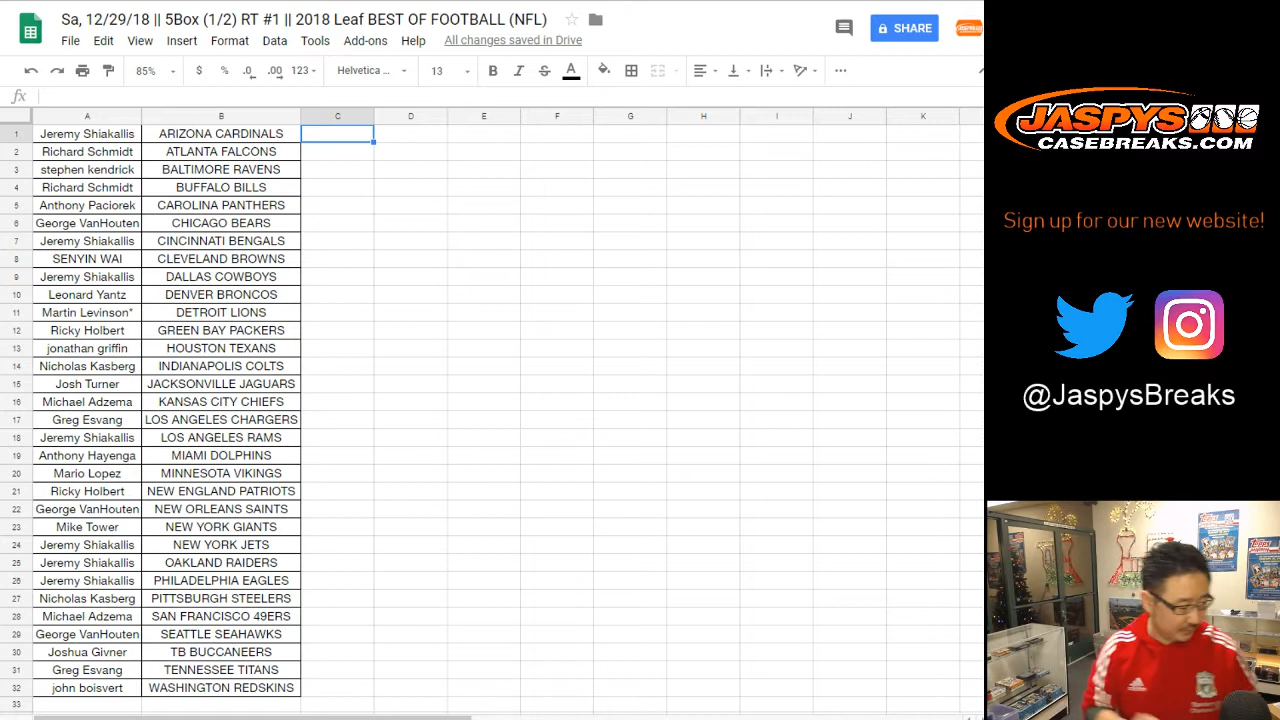 Sa, 12/29/18 || 5Box (1/2) RT #1 || 2018 Leaf BEST OF FOOTBALL (NFL)
File Edit View Insert Format Data Tools Add-ons Help All changes saved in Drive
SHARE
85% $ % .0 .00 123 Helvetica ... 13 B I S A
fx
A B C D E F G H I J K
1 Jeremy Shiakallis ARIZONA CARDINALS
2 Richard Schmidt ATLANTA FALCONS
3 stephen kendrick BALTIMORE RAVENS
4 Richard Schmidt BUFFALO BILLS
5 Anthony Paciorek CAROLINA PANTHERS
6 George VanHouten CHICAGO BEARS
7 Jeremy Shiakallis CINCINNATI BENGALS
8 SENYIN WAI CLEVELAND BROWNS
9 Jeremy Shiakallis DALLAS COWBOYS
10 Leonard Yantz DENVER BRONCOS
11 Martin Levinson* DETROIT LIONS
12 Ricky Holbert GREEN BAY PACKERS
13 jonathan griffin HOUSTON TEXANS
14 Nicholas Kasberg INDIANAPOLIS COLTS
15 Josh Turner JACKSONVILLE JAGUARS
16 Michael Adzema KANSAS CITY CHIEFS
17 Greg Esvang LOS ANGELES CHARGERS
18 Jeremy Shiakallis LOS ANGELES RAMS
19 Anthony Hayenga MIAMI DOLPHINS
20 Mario Lopez MINNESOTA VIKINGS
21 Ricky Holbert NEW ENGLAND PATRIOTS
22 George VanHouten NEW ORLEANS SAINTS
23 Mike Tower NEW YORK GIANTS
24 Jeremy Shiakallis NEW YORK JETS
25 Jeremy Shiakallis OAKLAND RAIDERS
26 Jeremy Shiakallis PHILADELPHIA EAGLES
27 Nicholas Kasberg PITTSBURGH STEELERS
28 Michael Adzema SAN FRANCISCO 49ERS
29 George VanHouten SEATTLE SEAHAWKS
30 Joshua Givner TB BUCCANEERS
31 Greg Esvang TENNESSEE TITANS
32 john boisvert WASHINGTON REDSKINS
33
JASPYS
CASEBREAKS.COM
Sign up for our new website!
@JaspysBreaks
Topps